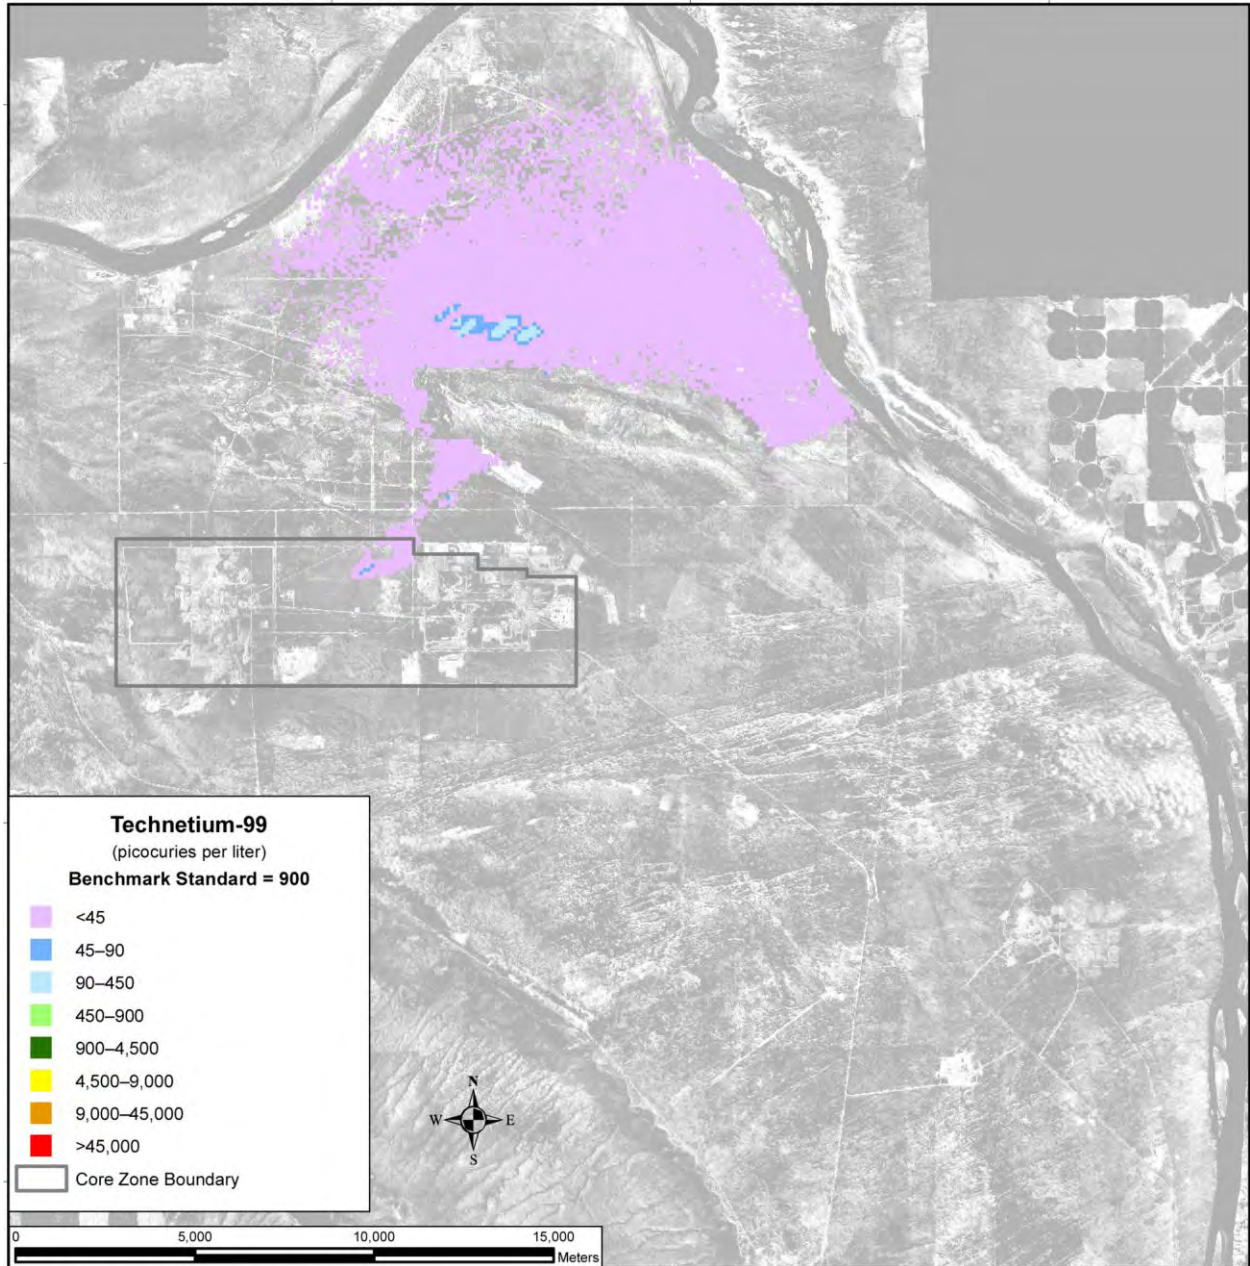 N
W E
S
Technetium-99
(picocuries per liter)
Benchmark Standard = 900
<45
45–90
90–450
450–900
900–4,500
4,500–9,000
9,000–45,000
>45,000
Core Zone Boundary
0 5,000 10,000 15,000
Meters